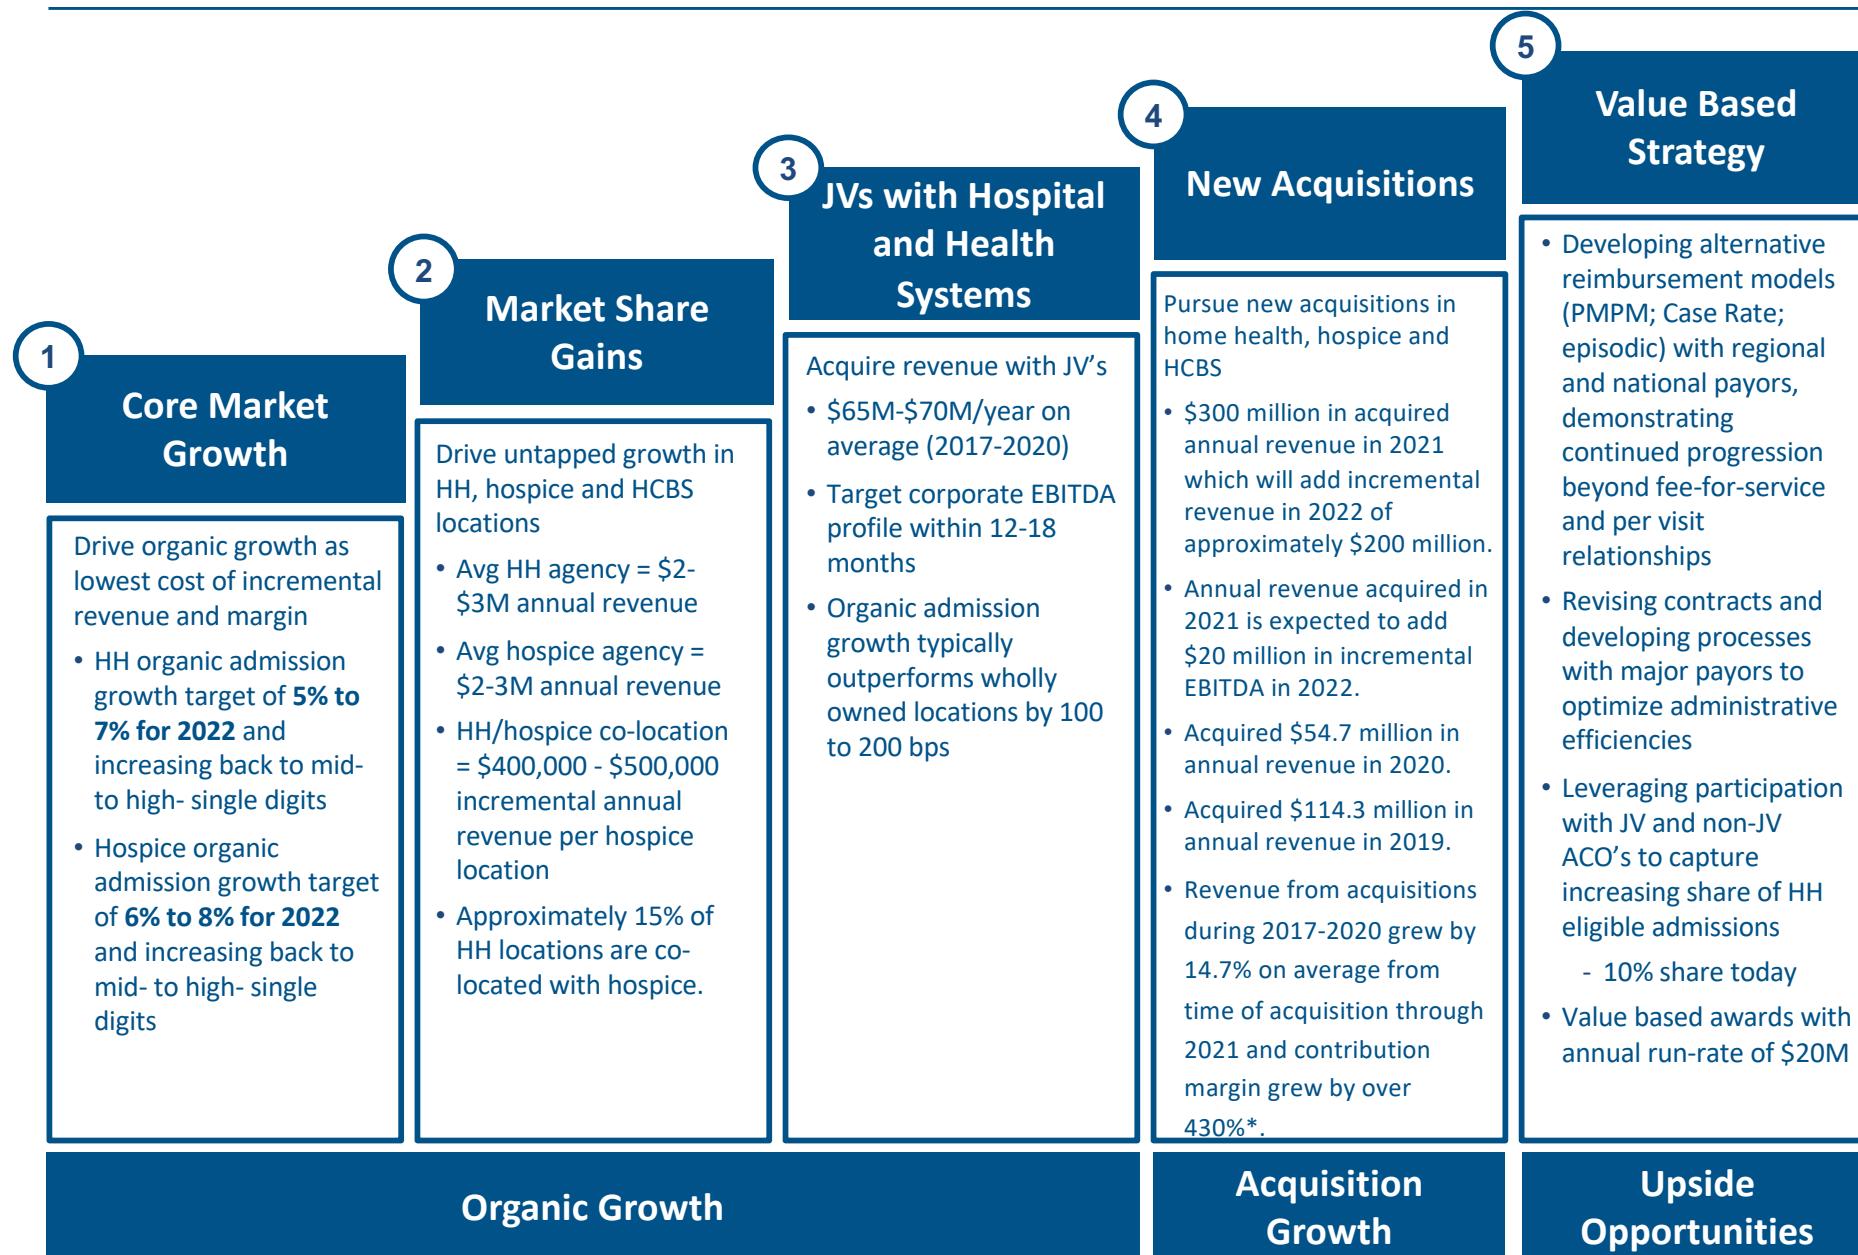 1
Core Market
Growth
Drive organic growth as
lowest cost of incremental
revenue and margin
• HH organic admission
growth target of 5% to
7% for 2022 and
increasing back to mid-
to high- single digits
• Hospice organic
admission growth target
of 6% to 8% for 2022
and increasing back to
mid- to high- single
digits
2
Market Share
Gains
Drive untapped growth in
HH, hospice and HCBS
locations
• Avg HH agency = $2-
$3M annual revenue
• Avg hospice agency =
$2-3M annual revenue
• HH/hospice co-location
= $400,000 - $500,000
incremental annual
revenue per hospice
location
• Approximately 15% of
HH locations are co-
located with hospice.
3
JVs with Hospital
and Health
Systems
Acquire revenue with JV’s
• $65M-$70M/year on
average (2017-2020)
• Target corporate EBITDA
profile within 12-18
months
• Organic admission
growth typically
outperforms wholly
owned locations by 100
to 200 bps
4
New Acquisitions
Pursue new acquisitions in
home health, hospice and
HCBS
• $300 million in acquired
annual revenue in 2021
which will add incremental
revenue in 2022 of
approximately $200 million.
• Annual revenue acquired in
2021 is expected to add
$20 million in incremental
EBITDA in 2022.
• Acquired $54.7 million in
annual revenue in 2020.
• Acquired $114.3 million in
annual revenue in 2019.
• Revenue from acquisitions
during 2017-2020 grew by
14.7% on average from
time of acquisition through
2021 and contribution
margin grew by over
430%*.
5
Value Based
Strategy
• Developing alternative
reimbursement models
(PMPM; Case Rate;
episodic) with regional
and national payors,
demonstrating
continued progression
beyond fee-for-service
and per visit
relationships
• Revising contracts and
developing processes
with major payors to
optimize administrative
efficiencies
• Leveraging participation
with JV and non-JV
ACO’s to capture
increasing share of HH
eligible admissions
- 10% share today
• Value based awards with
annual run-rate of $20M
Organic Growth
Acquisition
Growth
Upside
Opportunities